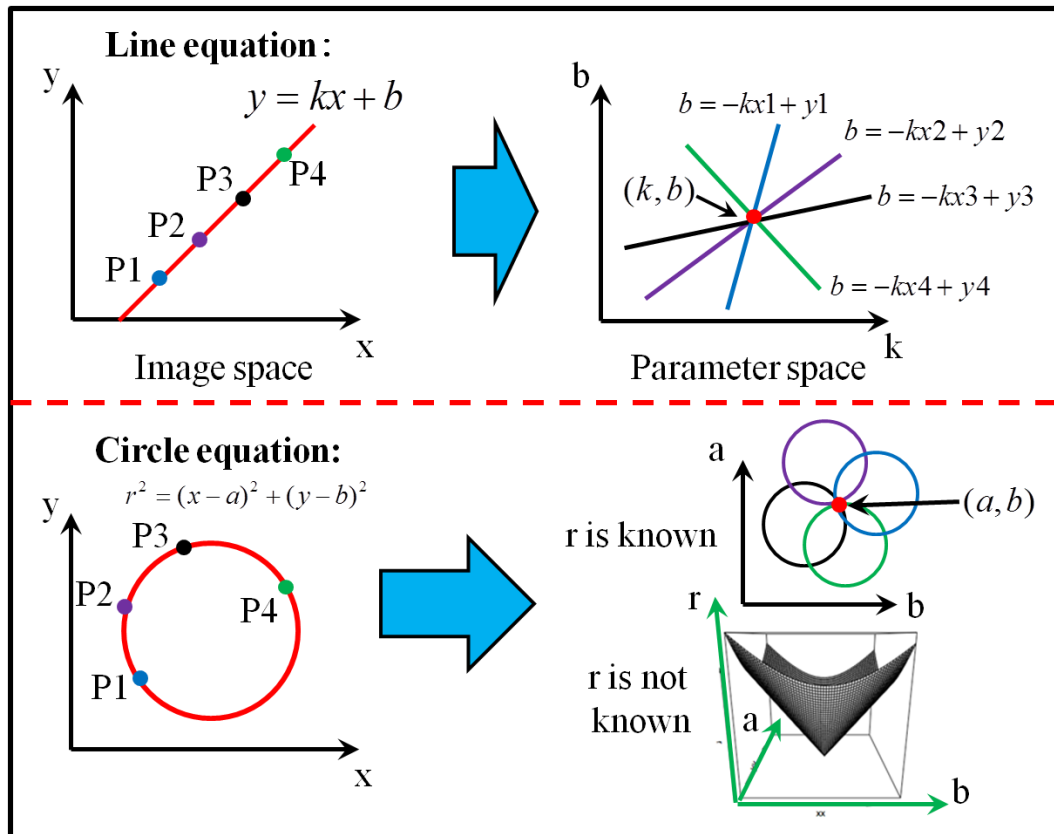 Line equation:
y
y = kx + b
P4
P3
P2
P1
x
Image space
b
b = −kx1 + y1
b = −kx2 + y2
(k, b)
b = −kx3 + y3
b = −kx4 + y4
k
Parameter space
Circle equation:
r² = (x − a)² + (y − b)²
y
P3
P2
P4
P1
x
a
(a, b)
r is known
b
r
r is not
known
a
b
xx